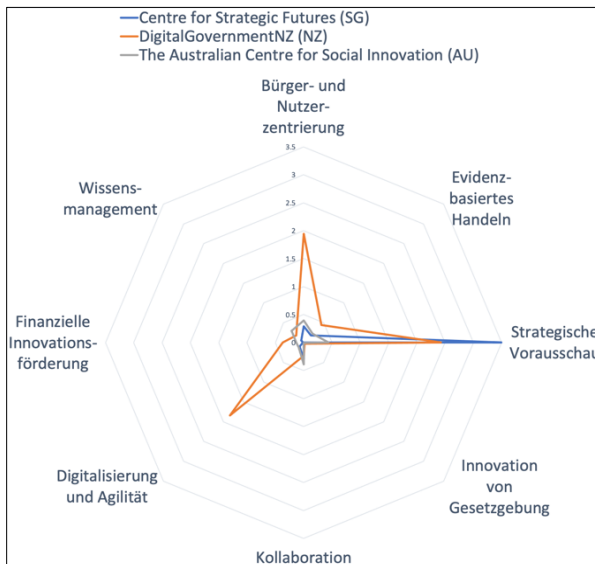 Centre for Strategic Futures (SG)
DigitalGovernmentNZ (NZ)
The Australian Centre for Social Innovation (AU)
Bürger- und
Nutzer-
zentrierung
3.5
3
2.5
2
1.5
1
0.5
0
Evidenz-
basiertes
Handeln
Strategische
Vorausschau
Innovation
von
Gesetzgebung
Kollaboration
Digitalisierung
und Agilität
Finanzielle
Innovations-
förderung
Wissens-
management